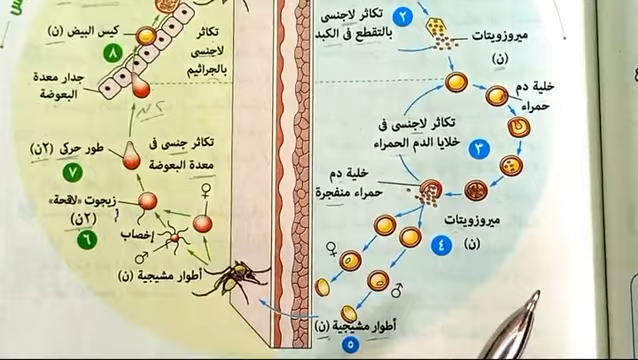 كيس البيض (ن)
٨
جدار معدة
البعوضة
تكاثر
لاجنسى
بالجراثيم
طور حركى (٢ن)
٧
تكاثر جنسى فى
معدة البعوضة
زيجوت «لاقحة»
(٢ن)
٦
إخصاب
♀
♂
أطوار مشيجية (ن)
تكاثر لاجنسى
بالتقطع فى الكبد
٢
ميروزويتات
(ن)
خلية دم
حمراء
تكاثر لاجنسى فى
خلايا الدم الحمراء
٣
خلية دم
حمراء منفجرة
ميروزويتات
(ن)
٤
♀
♂
أطوار مشيجية (ن)
٥